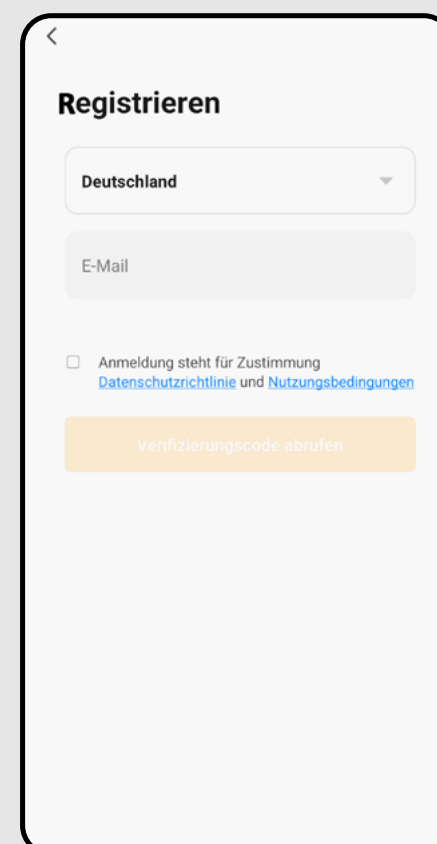 Registrieren
Deutschland
E-Mail
Anmeldung steht für Zustimmung
Datenschutzrichtlinie und Nutzungsbedingungen
Verifizierungscode abrufen